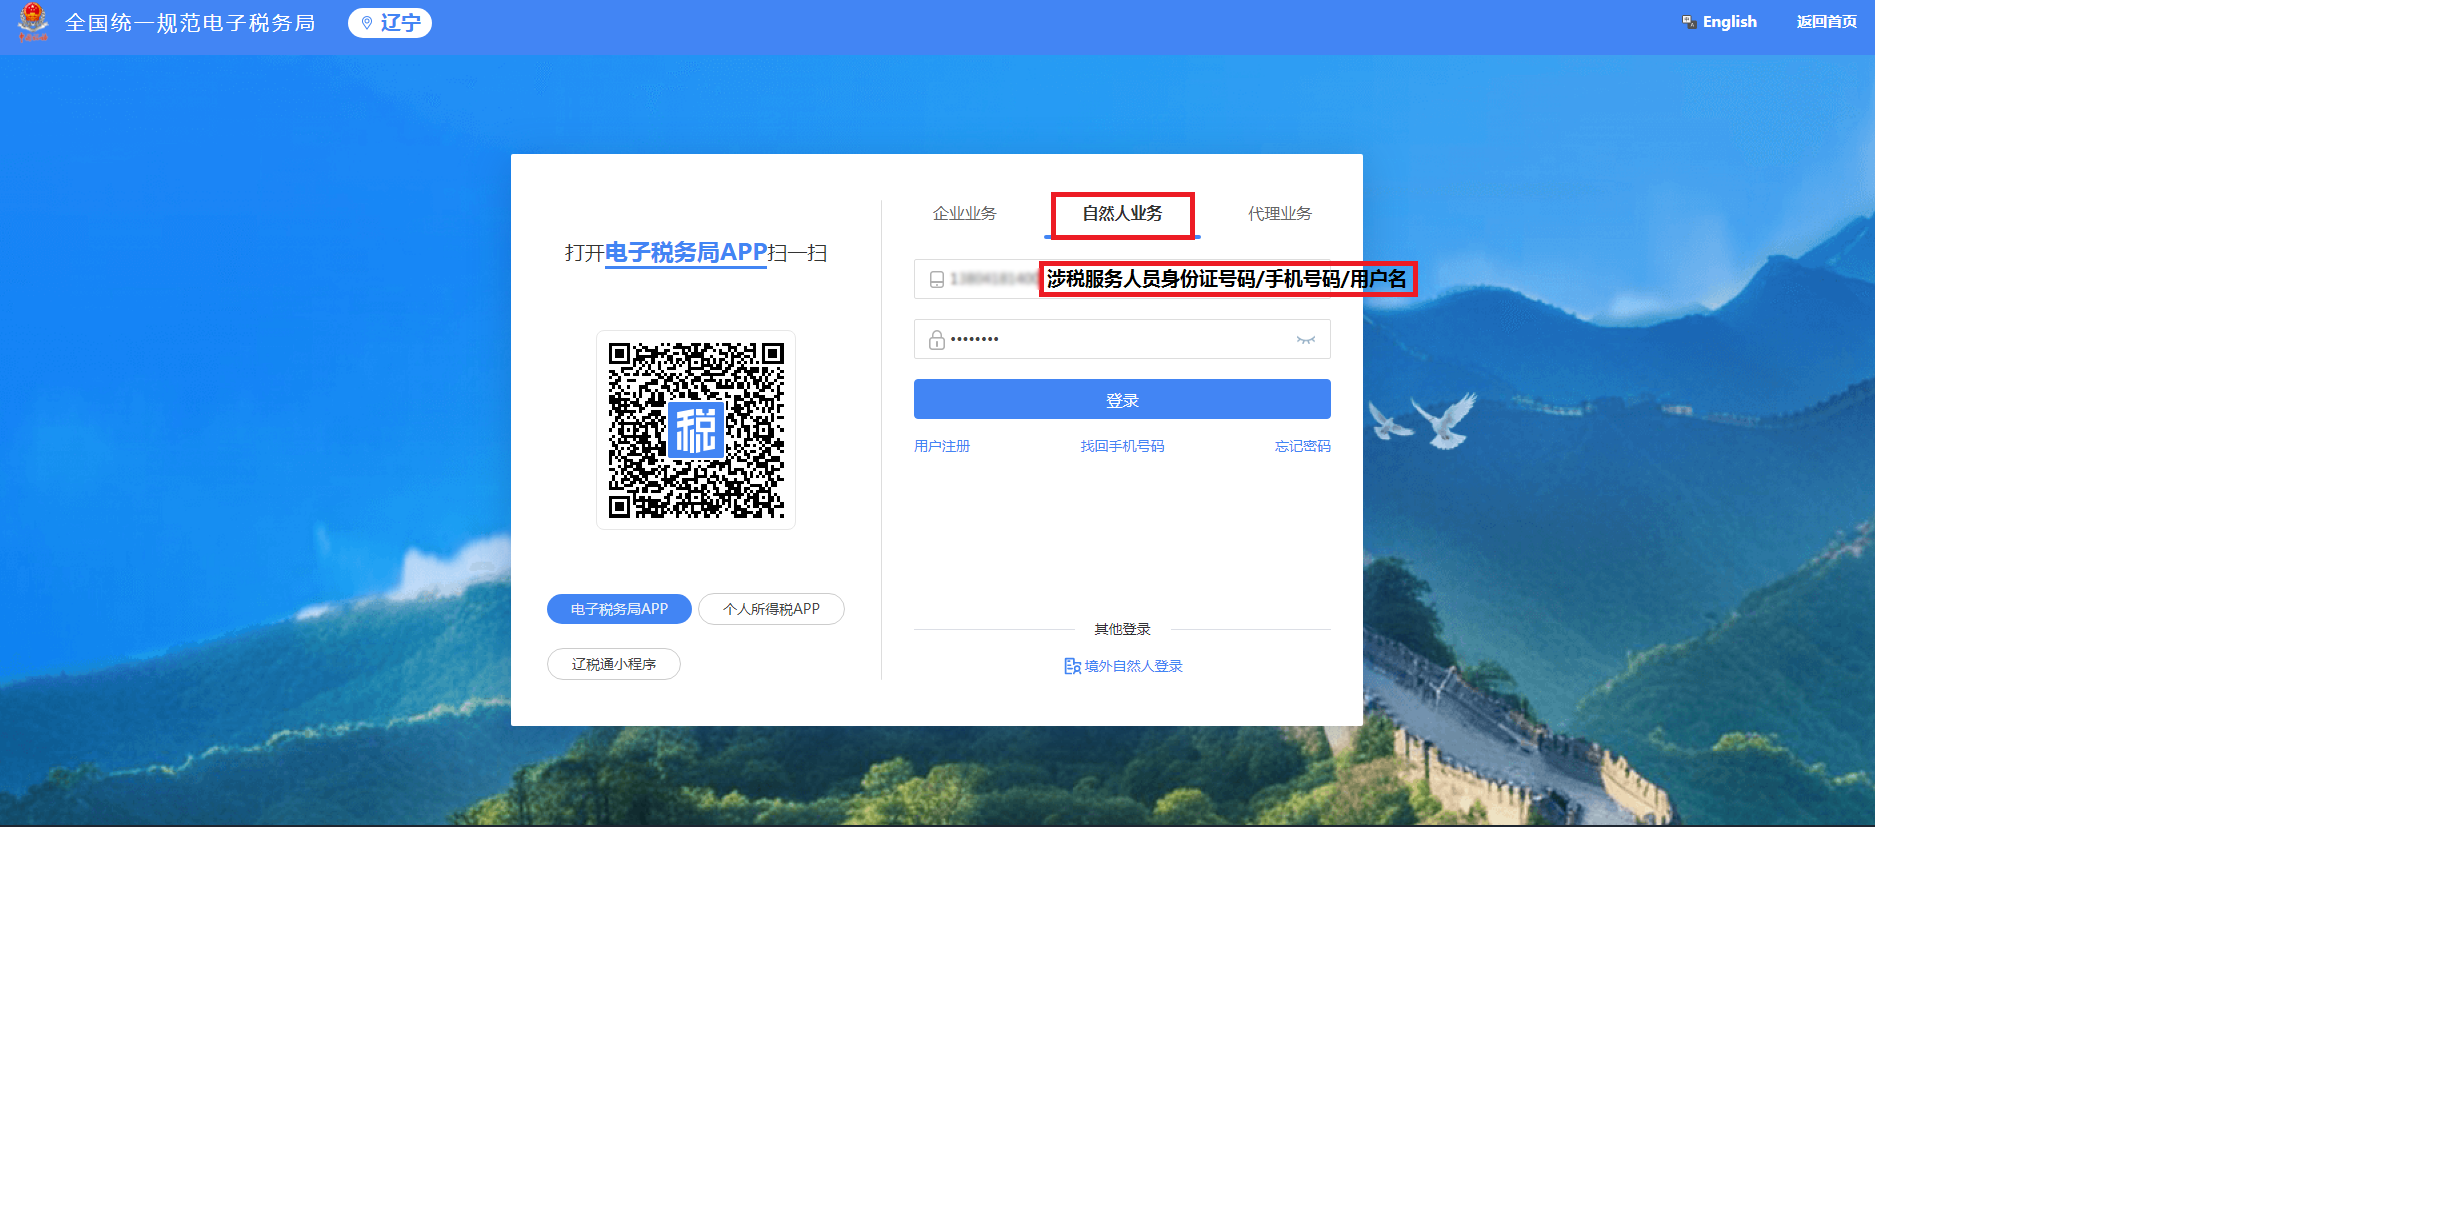 全国统一规范电子税务局
辽宁
English
返回首页
企业业务
自然人业务
代理业务
打开电子税务局APP扫一扫
涉税服务人员身份证号码/手机号码/用户名
••••••••
税
登录
用户注册
找回手机号码
忘记密码
电子税务局APP
个人所得税APP
其他登录
辽税通小程序
境外自然人登录